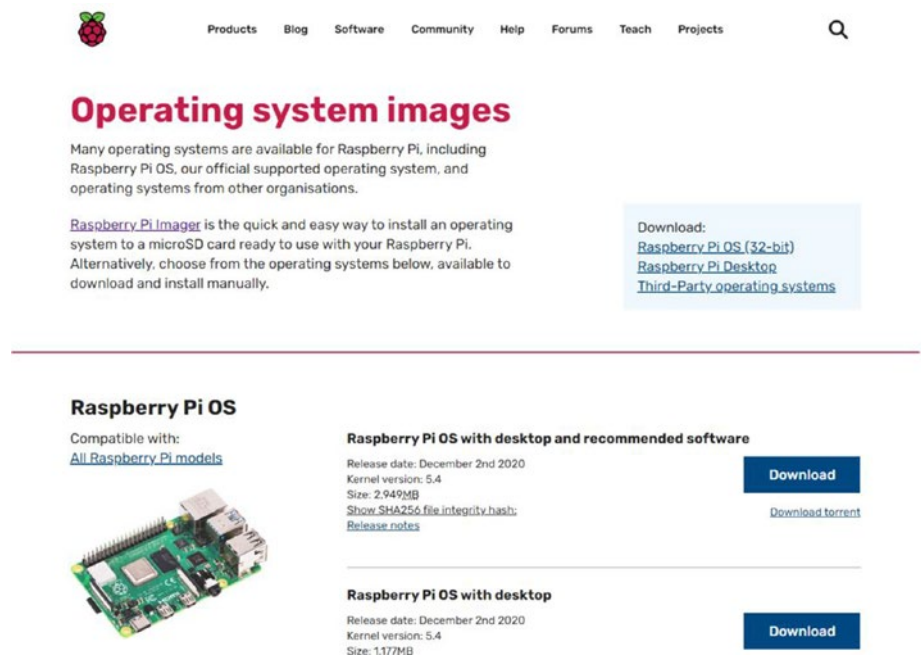 Products Blog Software Community Help Forums Teach Projects
Operating system images
Many operating systems are available for Raspberry Pi, including
Raspberry Pi OS, our official supported operating system, and
operating systems from other organisations.
Raspberry Pi Imager is the quick and easy way to install an operating
system to a microSD card ready to use with your Raspberry Pi.
Alternatively, choose from the operating systems below, available to
download and install manually.
Download:
Raspberry Pi OS (32-bit)
Raspberry Pi Desktop
Third-Party operating systems
Raspberry Pi OS
Compatible with:
All Raspberry Pi models
Raspberry Pi OS with desktop and recommended software
Release date: December 2nd 2020
Kernel version: 5.4
Size: 2,949MB
Show SHA256 file integrity hash:
Release notes
Download
Download torrent
Raspberry Pi OS with desktop
Release date: December 2nd 2020
Kernel version: 5.4
Size: 1,177MB
Download